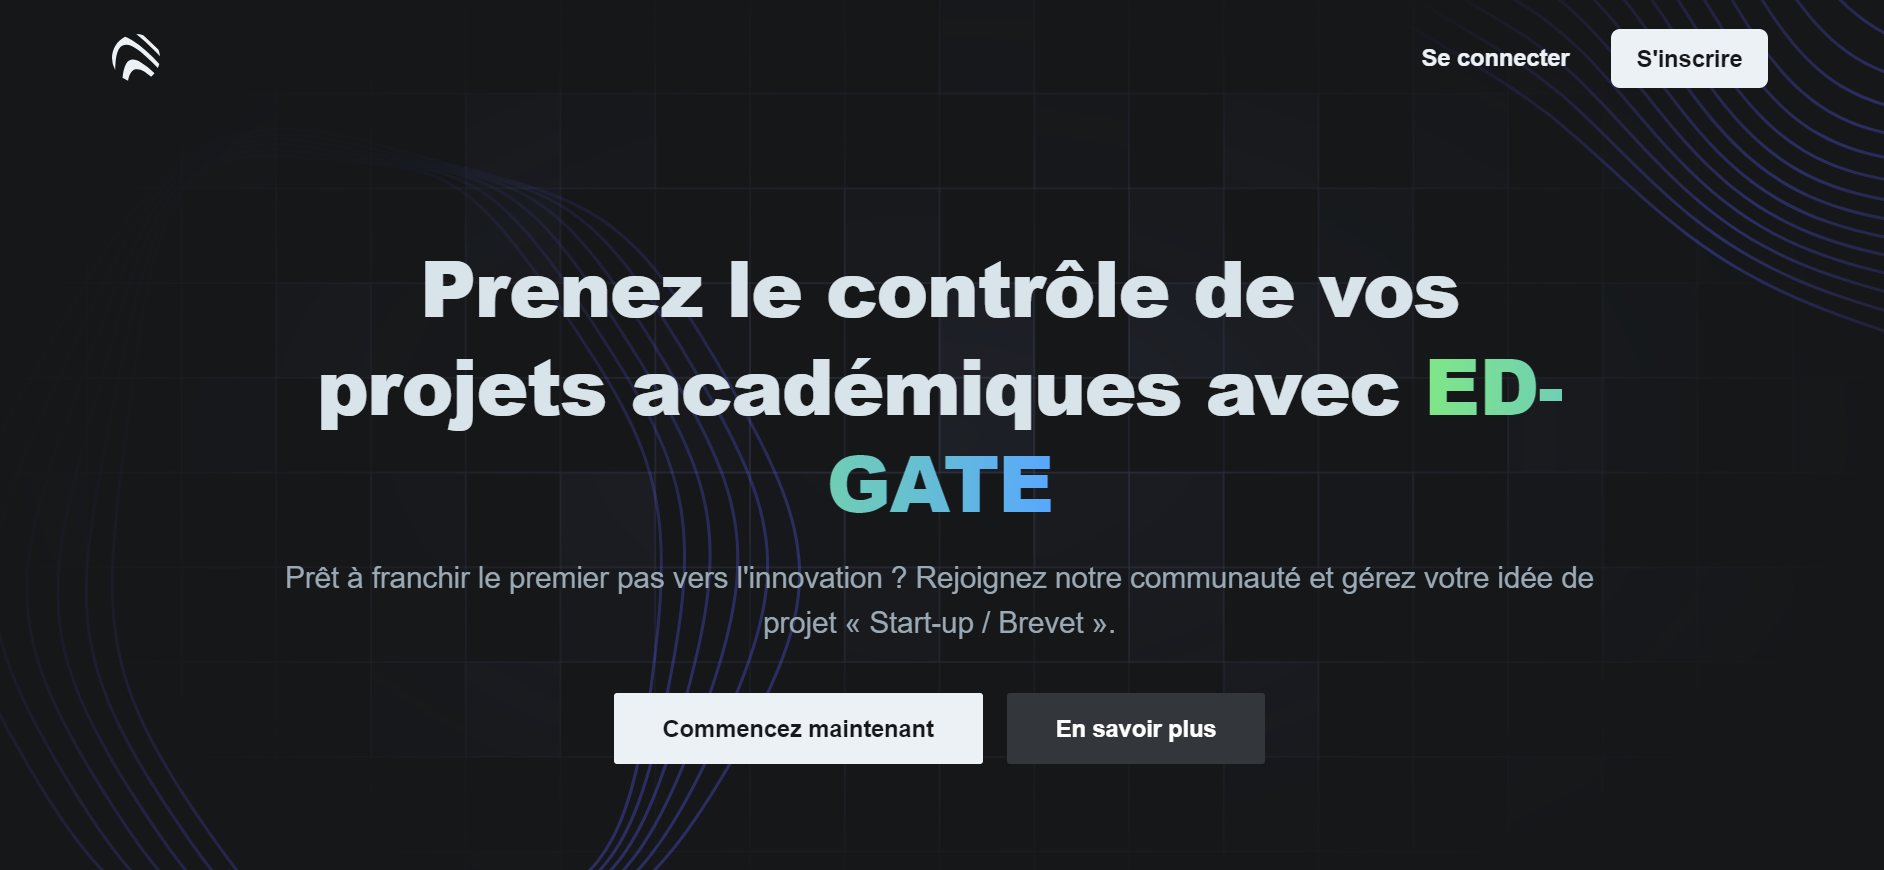 Se connecter
S'inscrire
Prenez le contrôle de vos
projets académiques avec ED-
GATE
Prêt à franchir le premier pas vers l'innovation ? Rejoignez notre communauté et gérez votre idée de
projet « Start-up / Brevet ».
Commencez maintenant
En savoir plus